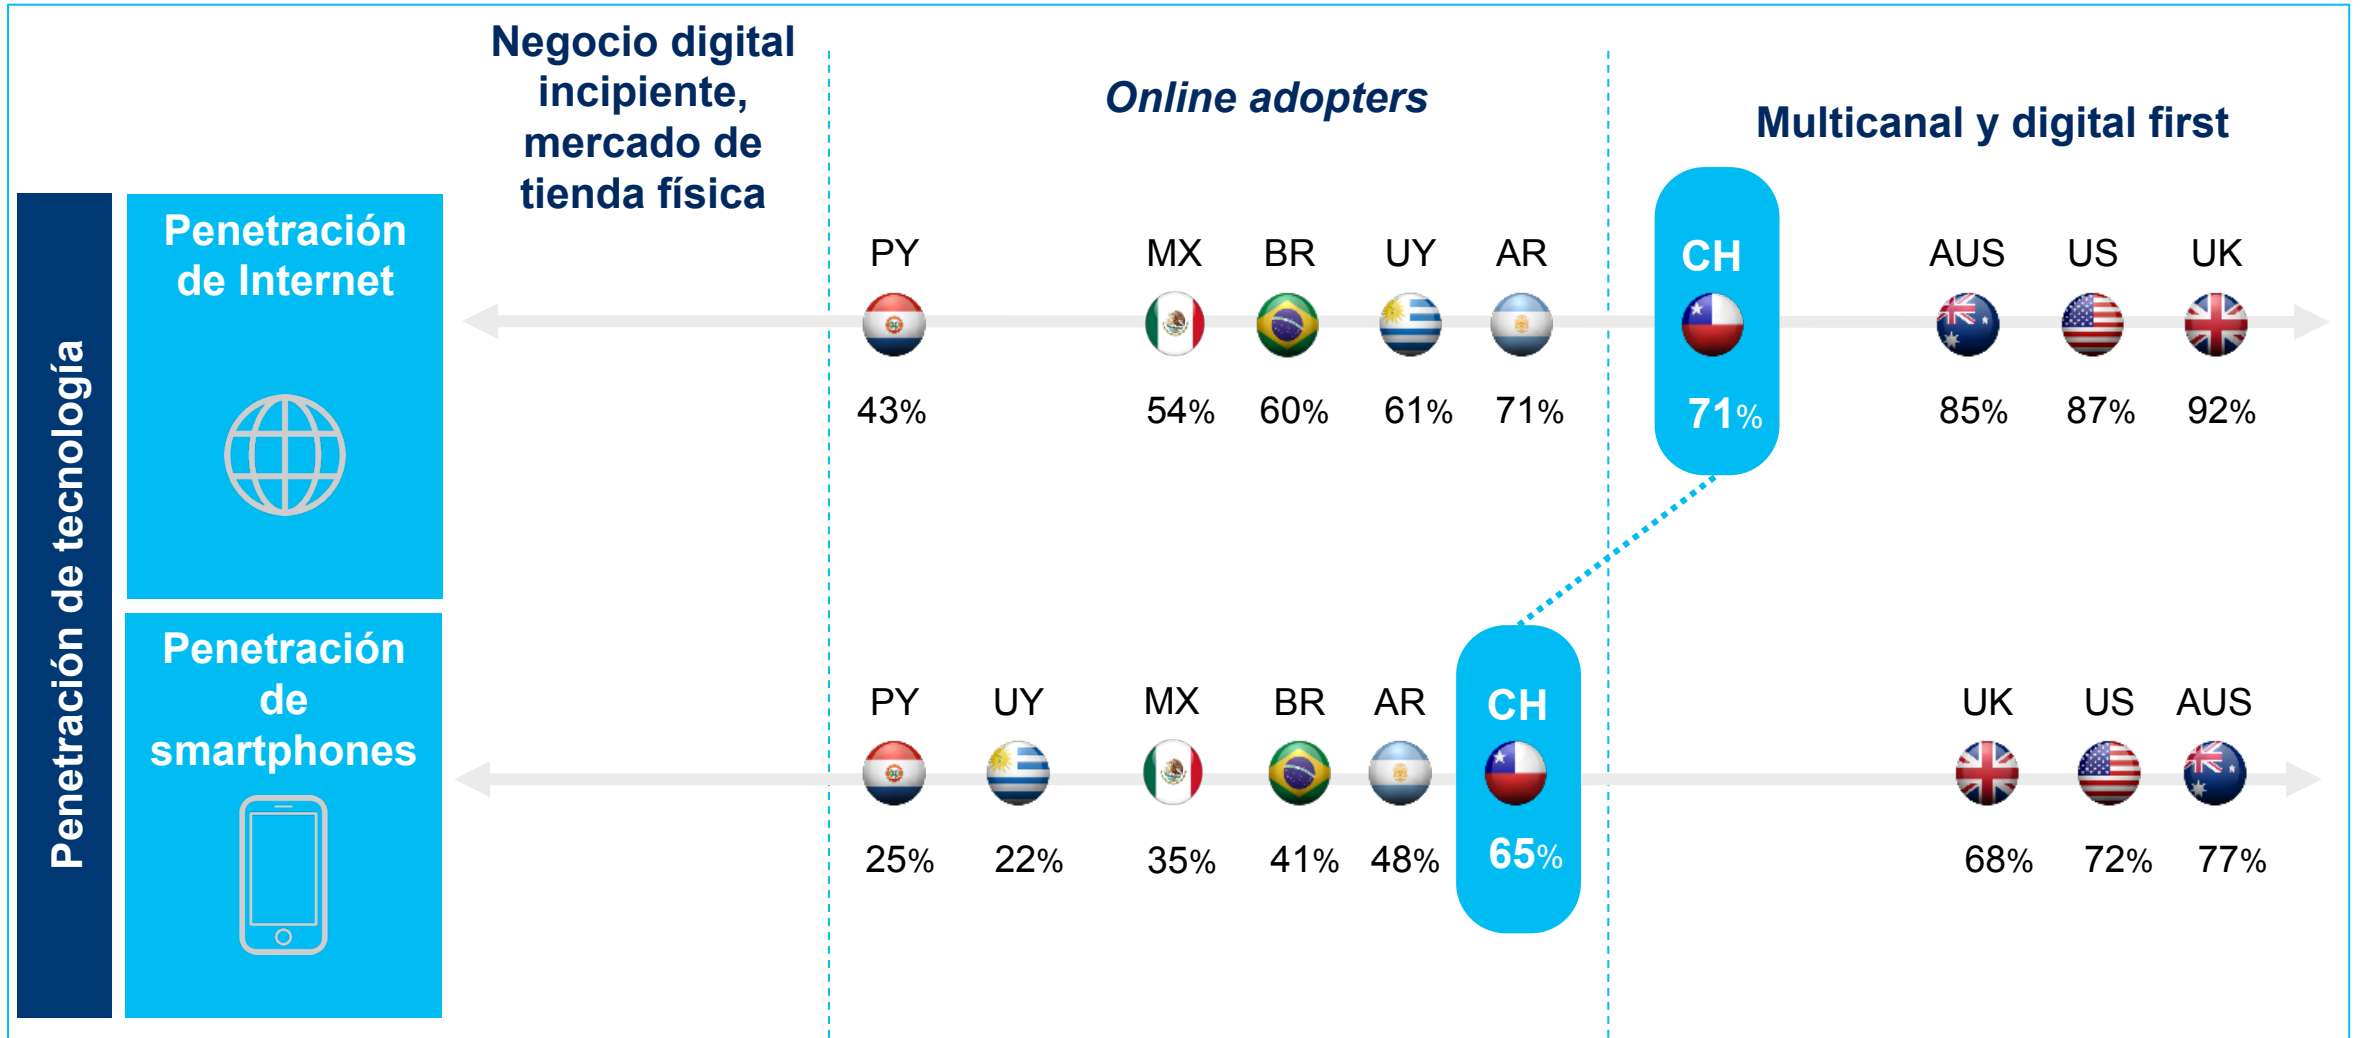 Negocio digital
incipiente,
mercado de
tienda física
Online adopters
Multicanal y digital first
Penetración de tecnología
Penetración
de Internet
PY MX BR UY AR CH AUS US UK
43% 54% 60% 61% 71% 71% 85% 87% 92%
Penetración
de
smartphones
PY UY MX BR AR CH UK US AUS
25% 22% 35% 41% 48% 65% 68% 72% 77%